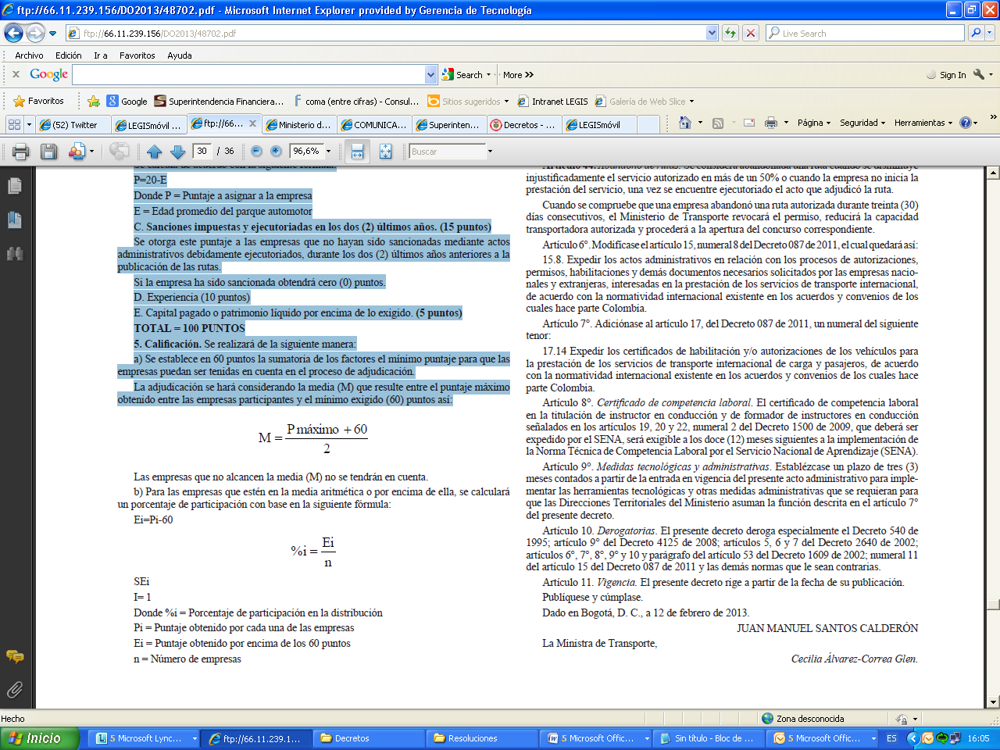 ftp://66.11.239.156/DO2013/48702.pdf - Microsoft Internet Explorer provided by Gerencia de Tecnología
ftp://66.11.239.156/DO2013/48702.pdf
Live Search
Archivo Edición Ir a Favoritos Ayuda
Google Search More »
Sign In
Favoritos Google Superintendencia Financiera... coma (entre cifras) - Consul... Sitios sugeridos Intranet LEGIS Galería de Web Slice
(52) Twitter LEGISmóvil ... ftp://66... Ministerio d... COMUNICA... Superinten... Decretos - ... LEGISmóvil Página Seguridad Herramientas
30 / 36 96,6% Buscar
Se calcula de acuerdo con la siguiente fórmula:
P=20-E
Donde P = Puntaje a asignar a la empresa
E = Edad promedio del parque automotor
C. Sanciones impuestas y ejecutoriadas en los dos (2) últimos años. (15 puntos)
Se otorga este puntaje a las empresas que no hayan sido sancionadas mediante actos
administrativos debidamente ejecutoriados, durante los dos (2) últimos años anteriores a la
publicación de las rutas.
Si la empresa ha sido sancionada obtendrá cero (0) puntos.
D. Experiencia (10 puntos)
E. Capital pagado o patrimonio líquido por encima de lo exigido. (5 puntos)
TOTAL = 100 PUNTOS
5. Calificación. Se realizará de la siguiente manera:
a) Se establece en 60 puntos la sumatoria de los factores el mínimo puntaje para que las
empresas puedan ser tenidas en cuenta en el proceso de adjudicación.
La adjudicación se hará considerando la media (M) que resulte entre el puntaje máximo
obtenido entre las empresas participantes y el mínimo exigido (60) puntos así:
M = P máximo + 60
2
Las empresas que no alcancen la media (M) no se tendrán en cuenta.
b) Para las empresas que estén en la media aritmética o por encima de ella, se calculará
un porcentaje de participación con base en la siguiente fórmula:
Ei=Pi-60
%i = Ei
n
SEi
I= 1
Donde %i = Porcentaje de participación en la distribución
Pi = Puntaje obtenido por cada una de las empresas
Ei = Puntaje obtenido por encima de los 60 puntos
n = Número de empresas
Artículo 44. Abandono de rutas. Se considera abandonada una ruta cuando se disminuye
injustificadamente el servicio autorizado en más de un 50% o cuando la empresa no inicia la
prestación del servicio, una vez se encuentre ejecutoriado el acto que adjudicó la ruta.
Cuando se compruebe que una empresa abandonó una ruta autorizada durante treinta (30)
días consecutivos, el Ministerio de Transporte revocará el permiso, reducirá la capacidad
transportadora autorizada y procederá a la apertura del concurso correspondiente.
Artículo 6°. Modifícase el artículo 15, numeral 8 del Decreto 087 de 2011, el cual quedará así:
15.8. Expedir los actos administrativos en relación con los procesos de autorizaciones,
permisos, habilitaciones y demás documentos necesarios solicitados por las empresas nacio-
nales y extranjeras, interesadas en la prestación de los servicios de transporte internacional,
de acuerdo con la normatividad internacional existente en los acuerdos y convenios de los
cuales hace parte Colombia.
Artículo 7°. Adiciónase al artículo 17, del Decreto 087 de 2011, un numeral del siguiente
tenor:
17.14 Expedir los certificados de habilitación y/o autorizaciones de los vehículos para
la prestación de los servicios de transporte internacional de carga y pasajeros, de acuerdo
con la normatividad internacional existente en los acuerdos y convenios de los cuales hace
parte Colombia.
Artículo 8°. Certificado de competencia laboral. El certificado de competencia laboral
en la titulación de instructor en conducción y de formador de instructores en conducción
señalados en los artículos 19, 20 y 22, numeral 2 del Decreto 1500 de 2009, que deberá ser
expedido por el SENA, será exigible a los doce (12) meses siguientes a la implementación de
la Norma Técnica de Competencia Laboral por el Servicio Nacional de Aprendizaje (SENA).
Artículo 9°. Medidas tecnológicas y administrativas. Establézcase un plazo de tres (3)
meses contados a partir de la entrada en vigencia del presente acto administrativo para imple-
mentar las herramientas tecnológicas y otras medidas administrativas que se requieran para
que las Direcciones Territoriales del Ministerio asuman la función descrita en el artículo 7°
del presente decreto.
Artículo 10. Derogatorias. El presente decreto deroga especialmente el Decreto 540 de
1995; artículo 9° del Decreto 4125 de 2008; artículos 5, 6 y 7 del Decreto 2640 de 2002;
artículos 6°, 7°, 8°, 9° y 10 y parágrafo del artículo 53 del Decreto 1609 de 2002; numeral 11
del artículo 15 del Decreto 087 de 2011 y las demás normas que le sean contrarias.
Artículo 11. Vigencia. El presente decreto rige a partir de la fecha de su publicación.
Publíquese y cúmplase.
Dado en Bogotá, D. C., a 12 de febrero de 2013.
JUAN MANUEL SANTOS CALDERÓN
La Ministra de Transporte,
Cecilia Álvarez-Correa Glen.
Hecho Zona desconocida
Inicio 5 Microsoft Lync... ftp://66.11.239.1... Decretos Resoluciones 5 Microsoft Offic... Sin título - Bloc de ... 5 Microsoft Offic... ES 16:05